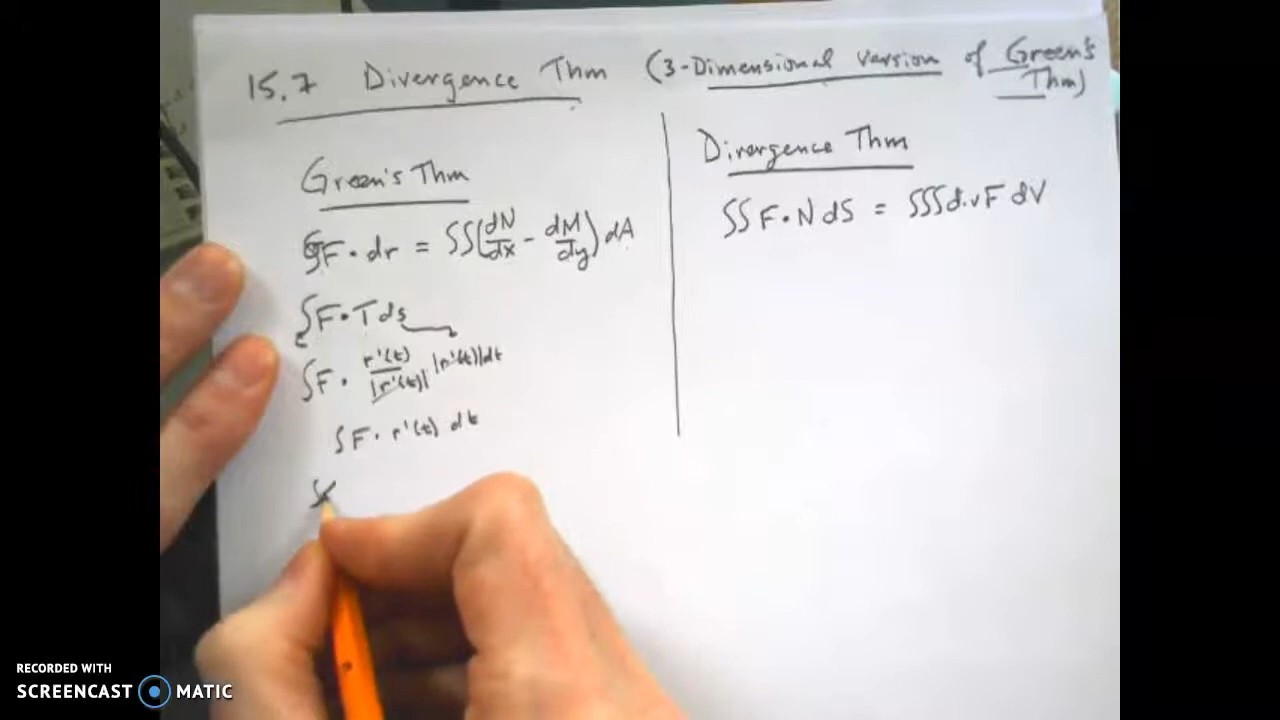 15.7 Divergence Thm (3-Dimensional version of Green's
Thm)
Green's Thm
∮F · dr = ∫∫(dN/dx - dM/dy) dA
∫F · T ds
∫F · r'(t)/|r'(t)| |r'(t)|dt
∫F · r'(t) dt
Divergence Thm
∫∫ F · N dS = ∫∫∫ div F dV
RECORDED WITH
SCREENCAST MATIC